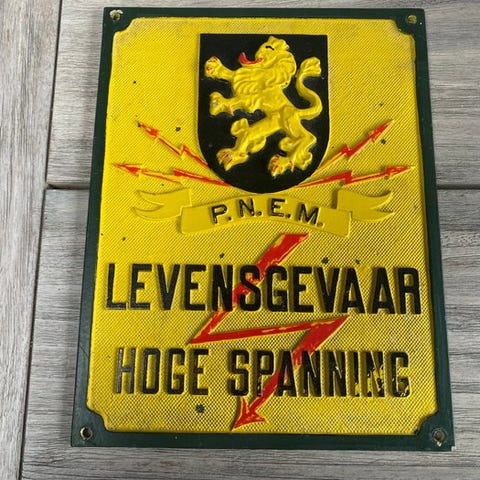 P.N.E.M.
LEVENSGEVAAR
HOGE SPANNING